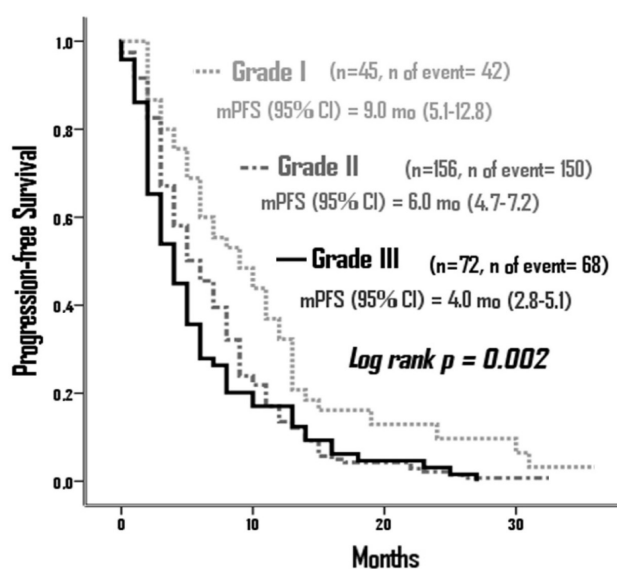 Progression-free Survival
1.0
0.8
0.6
0.4
0.2
0.0
Grade I (n=45, n of event= 42)
mPFS (95% CI) = 9.0 mo (5.1-12.8)
Grade II (n=156, n of event= 150)
mPFS (95% CI) = 6.0 mo (4.7-7.2)
Grade III (n=72, n of event= 68)
mPFS (95% CI) = 4.0 mo (2.8-5.1)
Log rank p = 0.002
0 10 20 30
Months